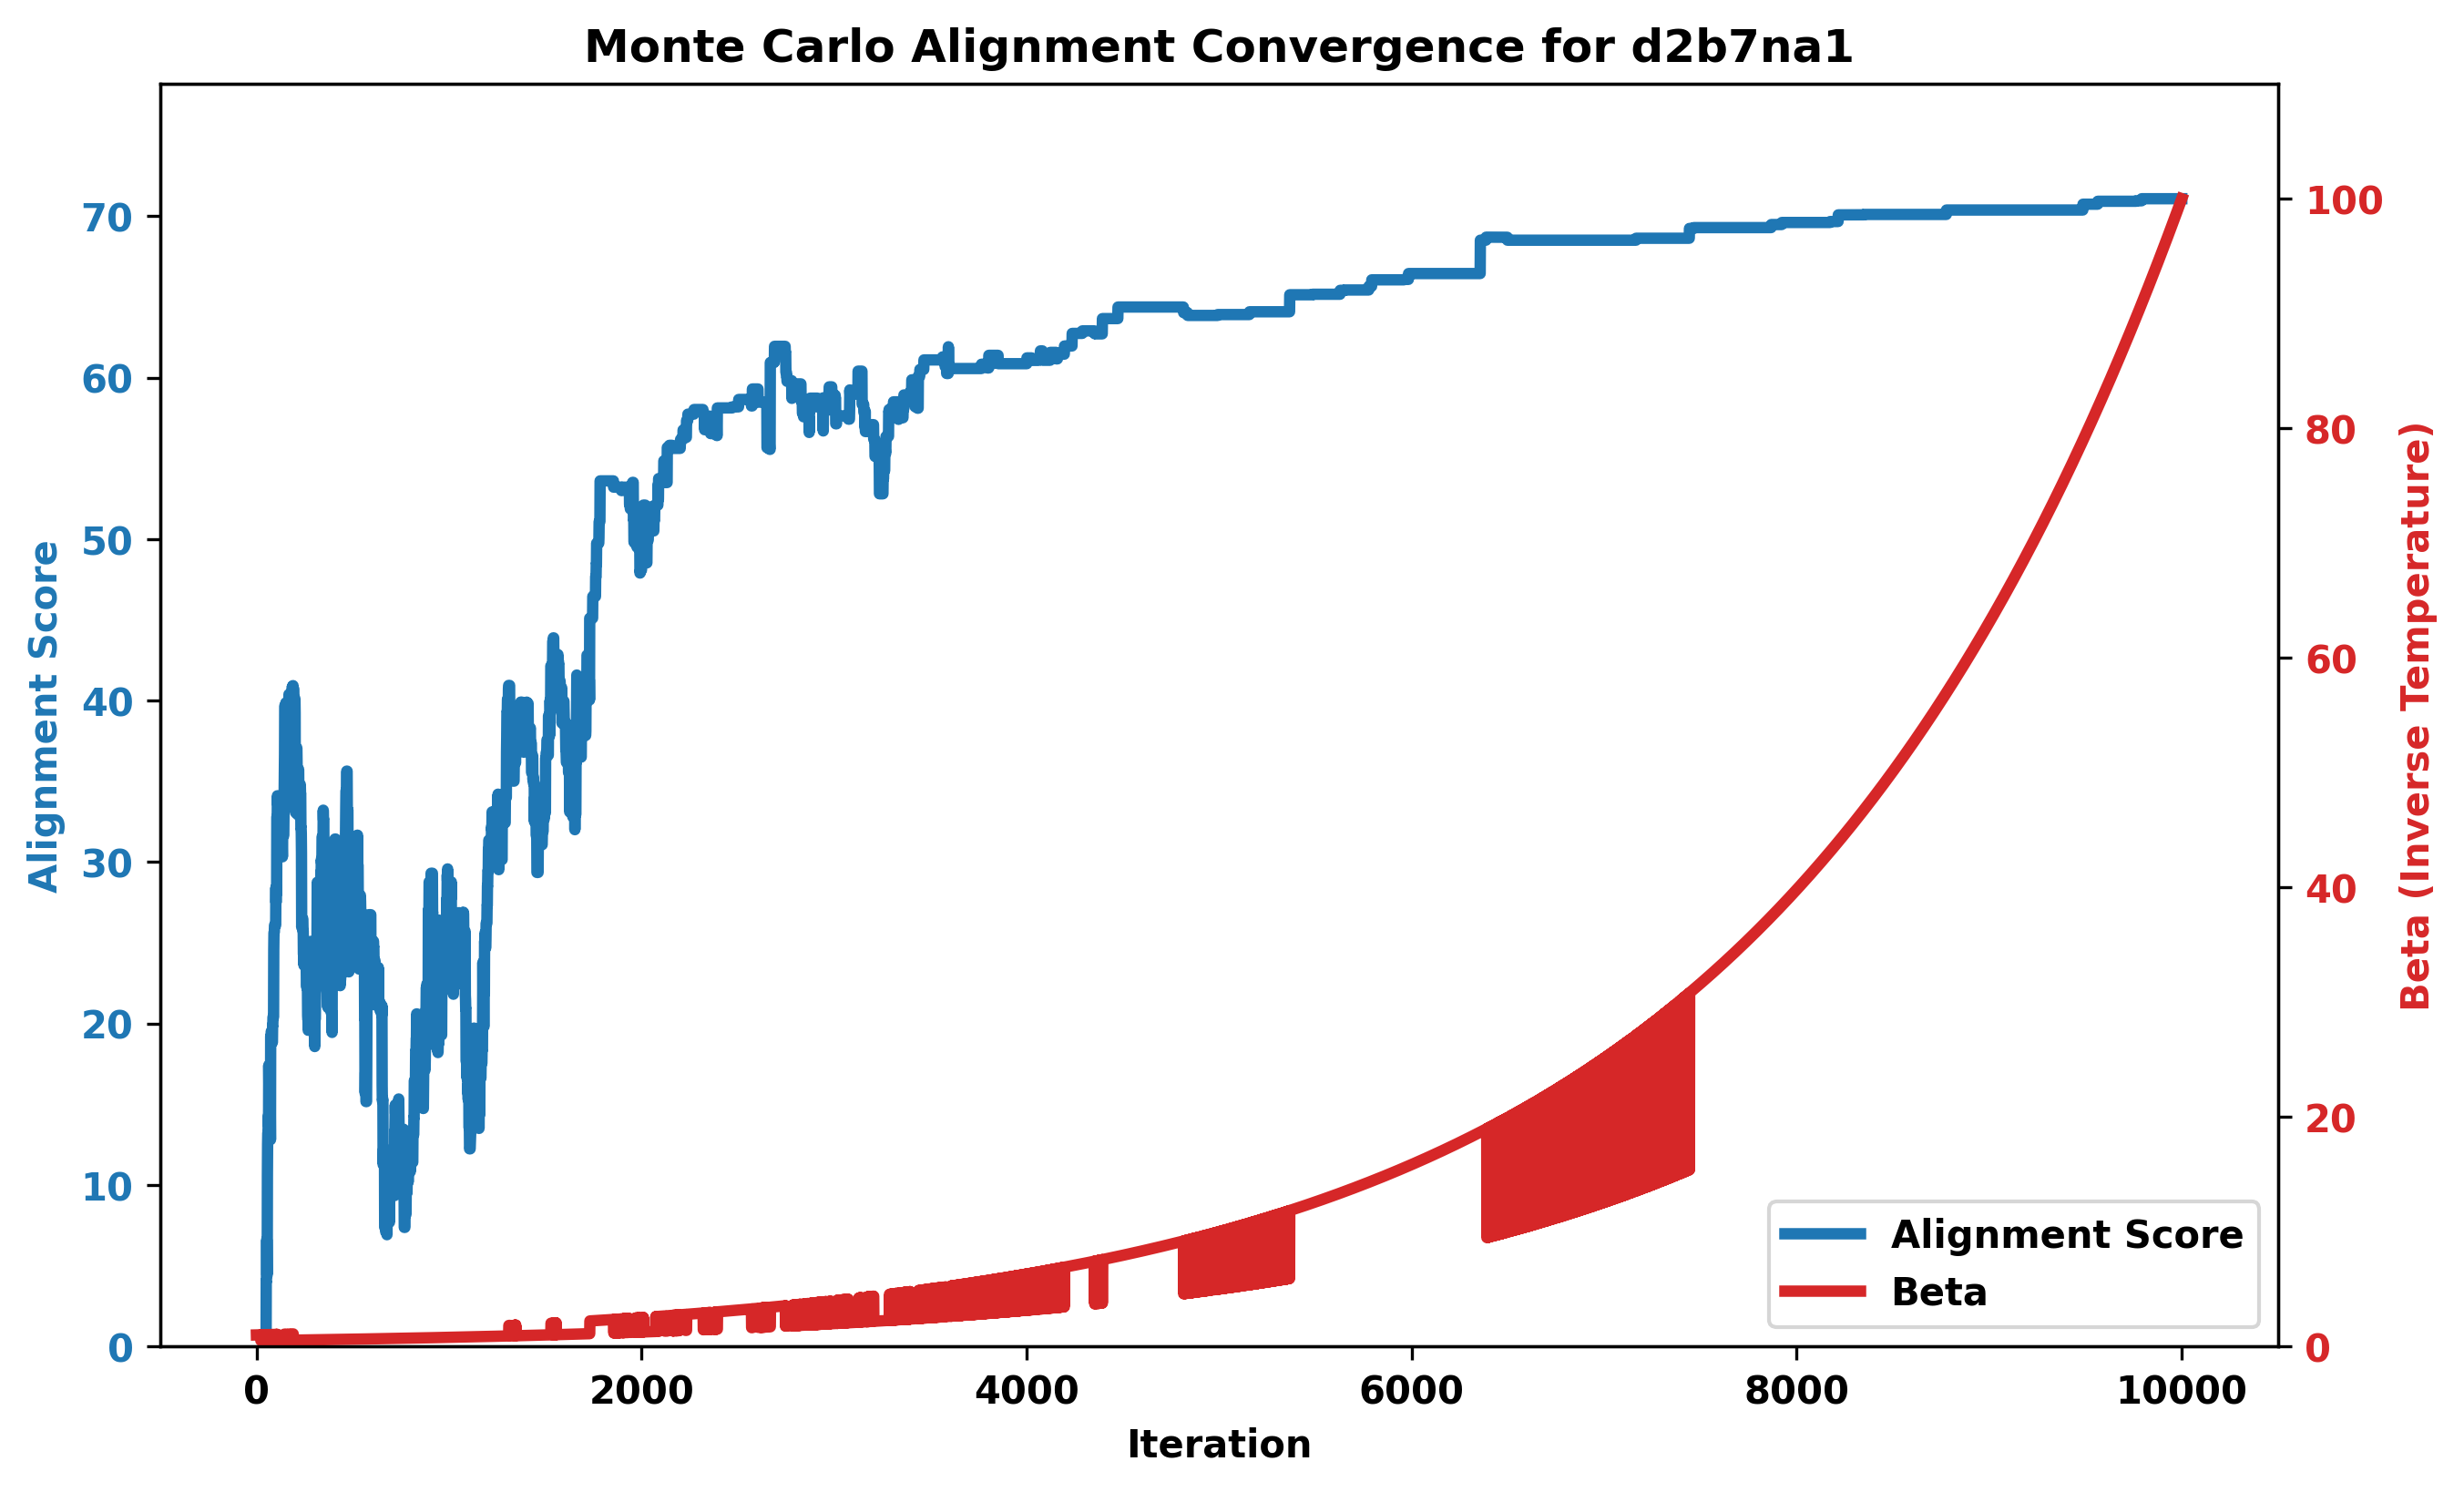 Monte Carlo Alignment Convergence for d2b7na1
Alignment Score
70
60
50
40
30
20
10
0
100
80
60
40
20
0
Beta (Inverse Temperature)
Alignment Score
Beta
0 2000 4000 6000 8000 10000
Iteration